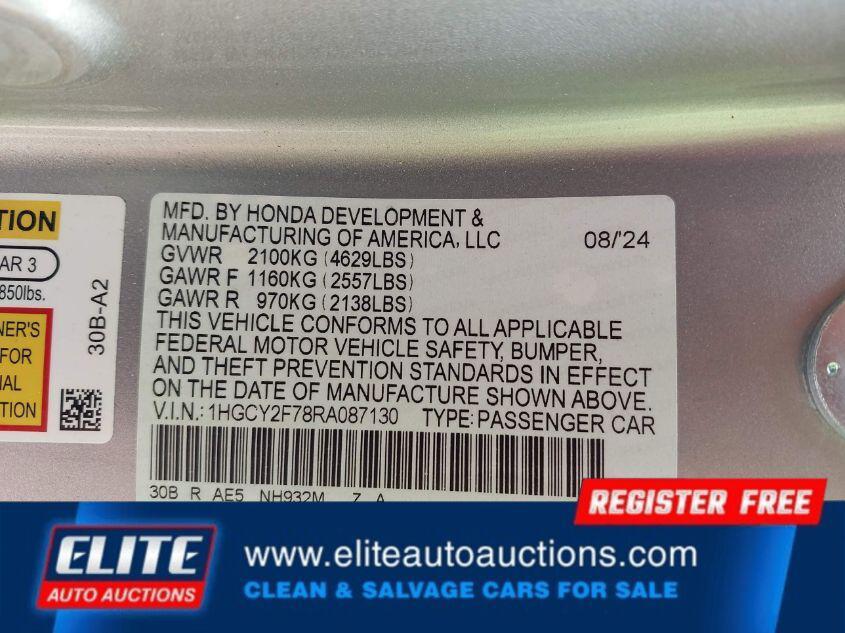 TION
AR 3
850lbs.
NER'S
FOR
IAL
TION
30B-A2
MFD. BY HONDA DEVELOPMENT &
MANUFACTURING OF AMERICA, LLC 08/'24
GVWR 2100KG (4629LBS)
GAWR F 1160KG (2557LBS)
GAWR R 970KG (2138LBS)
THIS VEHICLE CONFORMS TO ALL APPLICABLE
FEDERAL MOTOR VEHICLE SAFETY, BUMPER,
AND THEFT PREVENTION STANDARDS IN EFFECT
ON THE DATE OF MANUFACTURE SHOWN ABOVE.
V.I.N.: 1HGCY2F78RA087130 TYPE: PASSENGER CAR
30B R AE5 NH932M Z A
REGISTER FREE
ELITE
AUTO AUCTIONS
www.eliteautoauctions.com
CLEAN & SALVAGE CARS FOR SALE